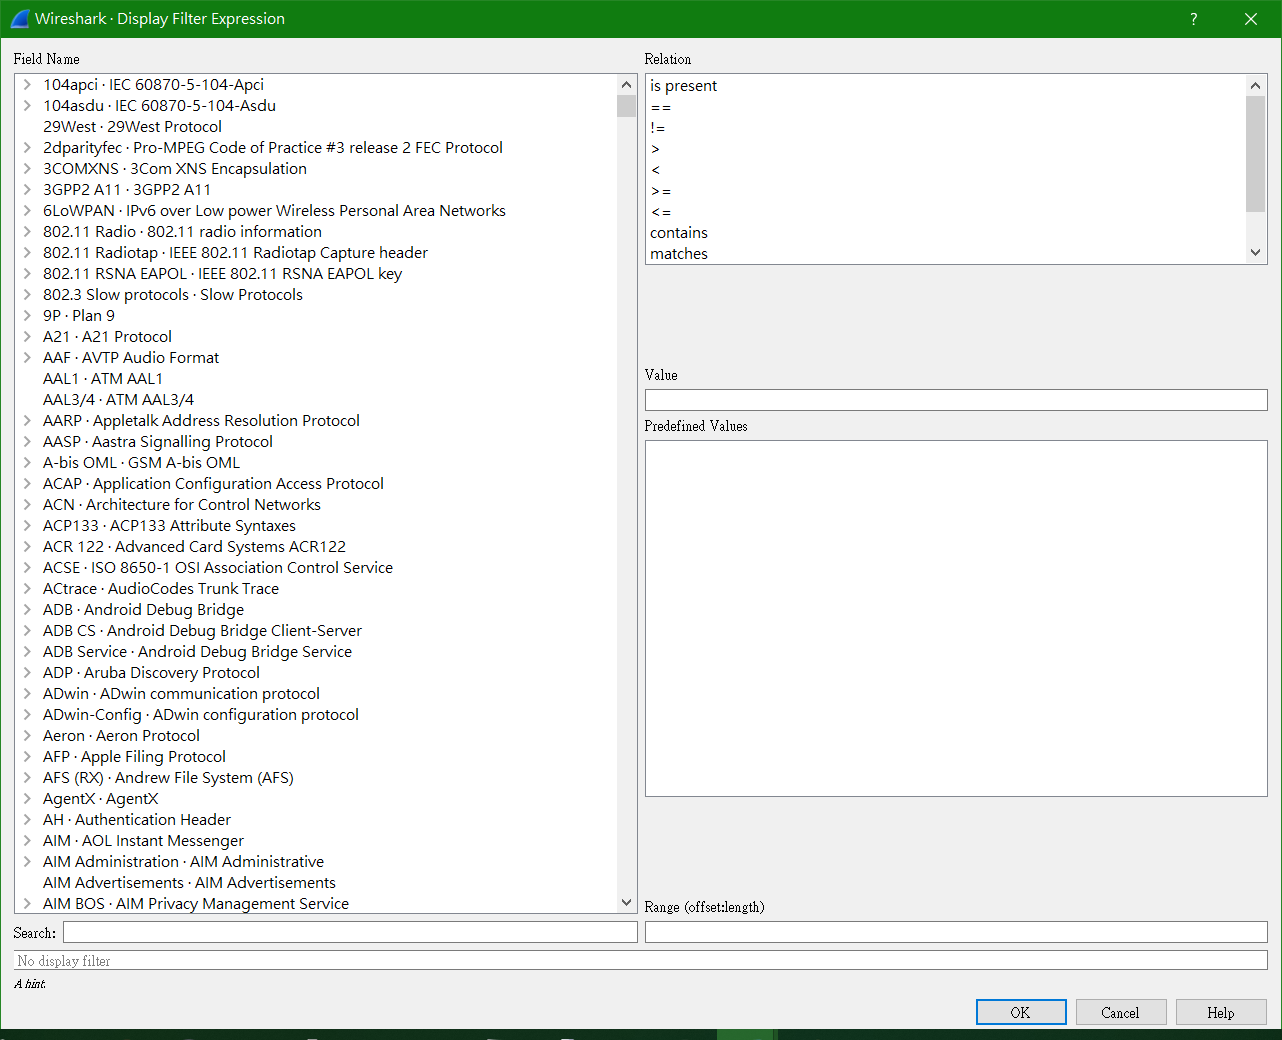 Wireshark · Display Filter Expression
?
Field Name
104apci · IEC 60870-5-104-Apci
104asdu · IEC 60870-5-104-Asdu
29West · 29West Protocol
2dparityfec · Pro-MPEG Code of Practice #3 release 2 FEC Protocol
3COMXNS · 3Com XNS Encapsulation
3GPP2 A11 · 3GPP2 A11
6LoWPAN · IPv6 over Low power Wireless Personal Area Networks
802.11 Radio · 802.11 radio information
802.11 Radiotap · IEEE 802.11 Radiotap Capture header
802.11 RSNA EAPOL · IEEE 802.11 RSNA EAPOL key
802.3 Slow protocols · Slow Protocols
9P · Plan 9
A21 · A21 Protocol
AAF · AVTP Audio Format
AAL1 · ATM AAL1
AAL3/4 · ATM AAL3/4
AARP · Appletalk Address Resolution Protocol
AASP · Aastra Signalling Protocol
A-bis OML · GSM A-bis OML
ACAP · Application Configuration Access Protocol
ACN · Architecture for Control Networks
ACP133 · ACP133 Attribute Syntaxes
ACR 122 · Advanced Card Systems ACR122
ACSE · ISO 8650-1 OSI Association Control Service
ACtrace · AudioCodes Trunk Trace
ADB · Android Debug Bridge
ADB CS · Android Debug Bridge Client-Server
ADB Service · Android Debug Bridge Service
ADP · Aruba Discovery Protocol
ADwin · ADwin communication protocol
ADwin-Config · ADwin configuration protocol
Aeron · Aeron Protocol
AFP · Apple Filing Protocol
AFS (RX) · Andrew File System (AFS)
AgentX · AgentX
AH · Authentication Header
AIM · AOL Instant Messenger
AIM Administration · AIM Administrative
AIM Advertisements · AIM Advertisements
AIM BOS · AIM Privacy Management Service
Search:
Relation
is present
==
!=
>
<
>=
<=
contains
matches
Value
Predefined Values
Range (offset:length)
No display filter
A hint.
OK
Cancel
Help